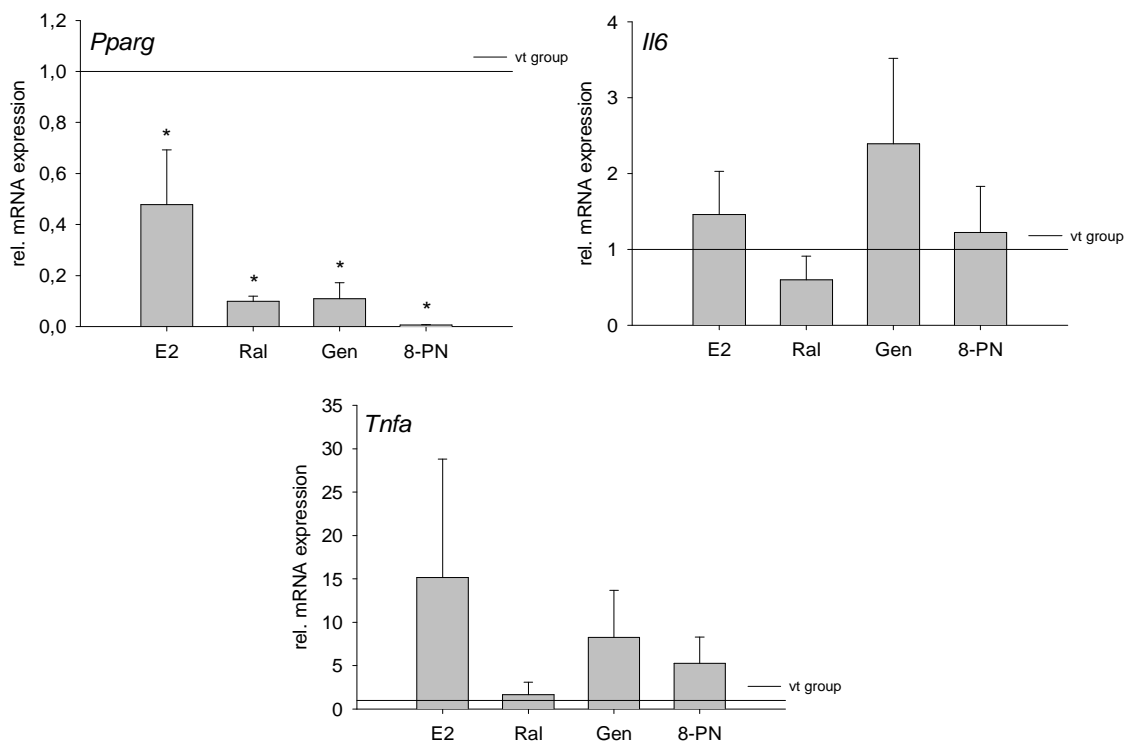 Pparg
vt group
rel. mRNA expression
1,2
1,0
0,8
0,6
0,4
0,2
0,0
*
*
*
*
E2 Ral Gen 8-PN
Il6
vt group
rel. mRNA expression
4
3
2
1
0
E2 Ral Gen 8-PN
Tnfa
vt group
rel. mRNA expression
35
30
25
20
15
10
5
0
E2 Ral Gen 8-PN